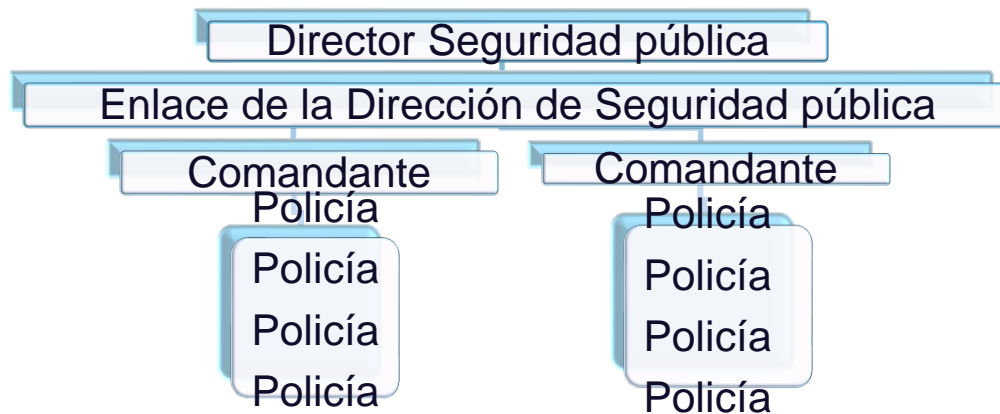 Director Seguridad pública
Enlace de la Dirección de Seguridad pública
Comandante
Policía
Policía
Policía
Policía
Comandante
Policía
Policía
Policía
Policía